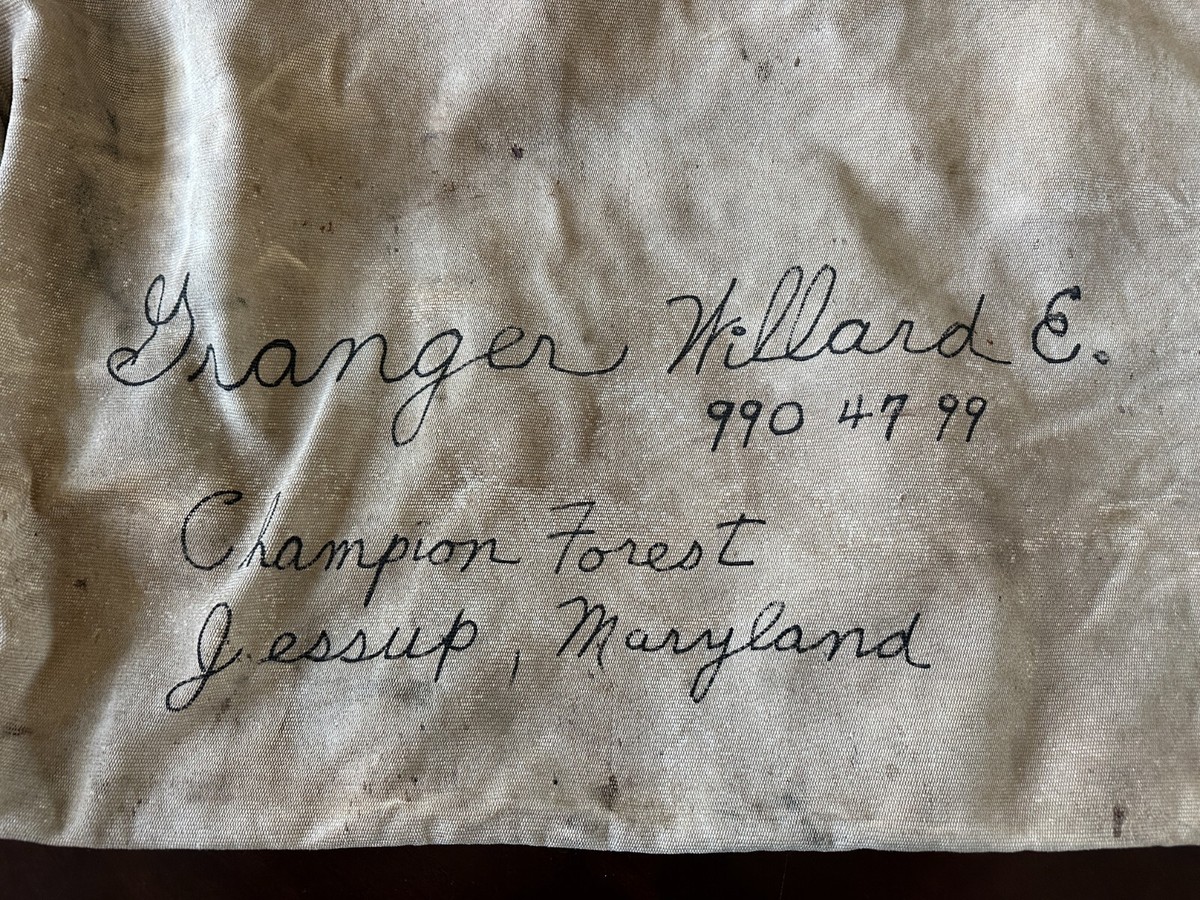 Granger Willard E.
990 47 99
Champion Forest
Jessup, Maryland